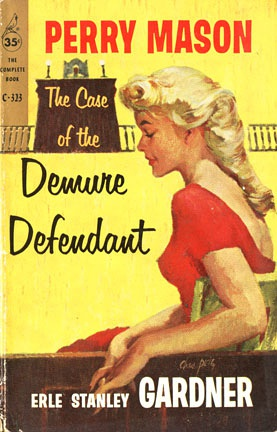 35¢
THE
COMPLETE
BOOK
C-323
PERRY MASON
The Case
of the
Demure
Defendant
ERLE STANLEY GARDNER